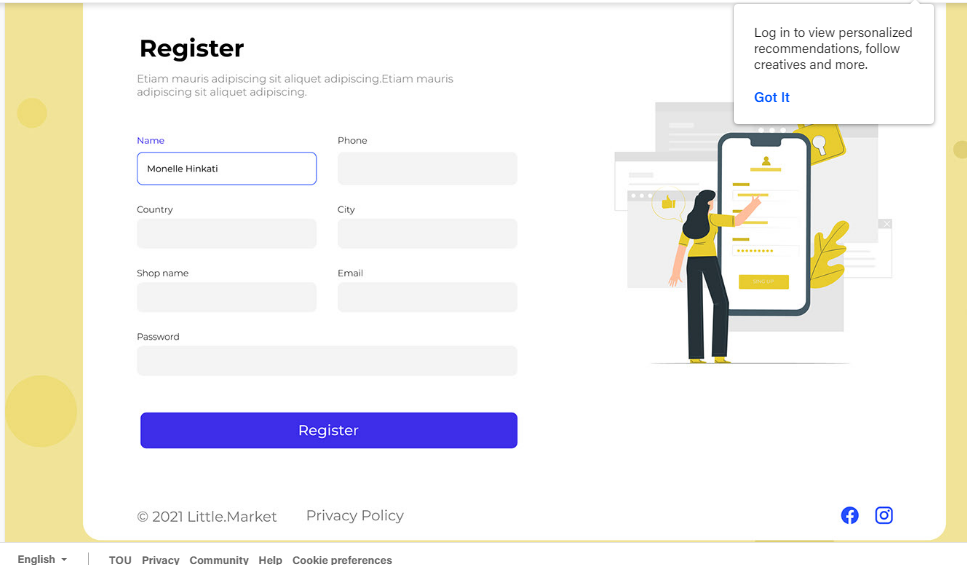 Log in to view personalized
recommendations, follow
creatives and more.
Got It
Register
Etiam mauris adipiscing sit aliquet adipiscing.Etiam mauris
adipiscing sit aliquet adipiscing.
Name
Phone
Monelle Hinkati
Country
City
Shop name
Email
Password
Register
© 2021 Little.Market
Privacy Policy
English
TOU
Privacy
Community
Help
Cookie preferences